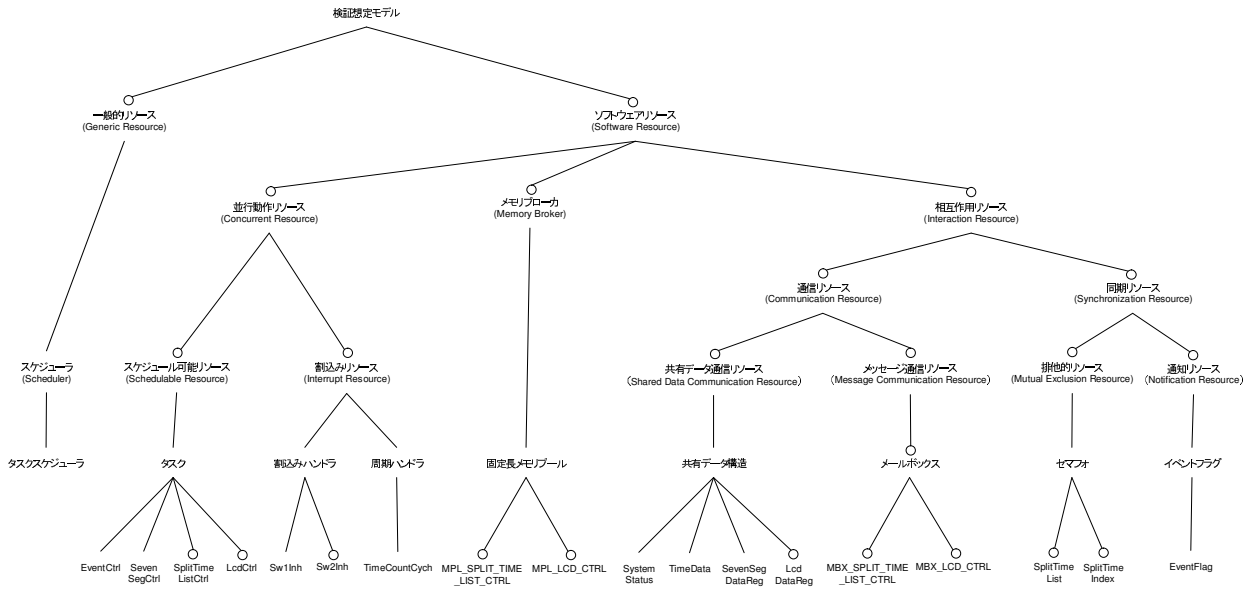 検証想定モデル
一般的リソース
(Generic Resource)
ソフトウェアリソース
(Software Resource)
並行動作リソース
(Concurrent Resource)
メモリブローカ
(Memory Broker)
相互作用リソース
(Interaction Resource)
通信リソース
(Communication Resource)
同期リソース
(Synchronization Resource)
スケジューラ
(Scheduler)
スケジュール可能リソース
(Schedulable Resource)
割込みリソース
(Interrupt Resource)
共有データ通信リソース
(Shared Data Communication Resource)
メッセージ通信リソース
(Message Communication Resource)
排他的リソース
(Mutual Exclusion Resource)
通知リソース
(Notification Resource)
タスクスケジューラ
タスク
割込みハンドラ
周期ハンドラ
固定長メモリプール
共有データ構造
メールボックス
セマフォ
イベントフラグ
EventCtrl
Seven
SegCtrl
SplitTime
ListCtrl
LcdCtrl
Sw1Inh
Sw2Inh
TimeCountCych
MPL_SPLIT_TIME
_LIST_CTRL
MPL_LCD_CTRL
System
Status
TimeData
SevenSeg
DataReg
Lcd
DataReg
MBX_SPLIT_TIME
_LIST_CTRL
MBX_LCD_CTRL
SplitTime
List
SplitTime
Index
EventFlag